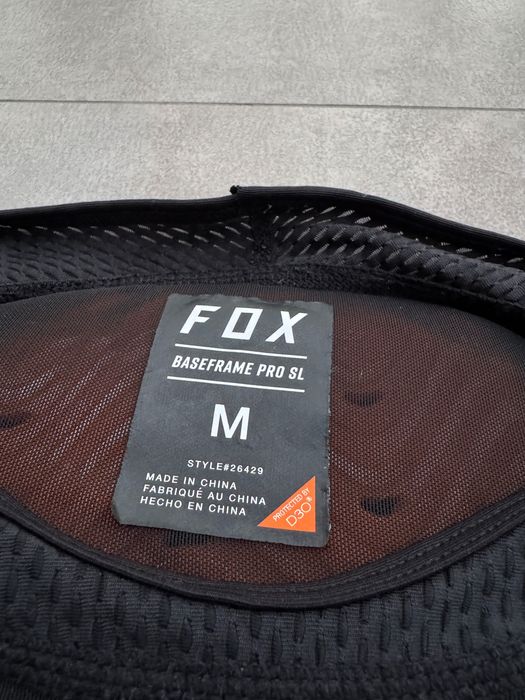 FOX
BASEFRAME PRO SL
M
STYLE#26429
MADE IN CHINA
FABRIQUÉ AU CHINA
HECHO EN CHINA
PROTECTED BY
D3O®